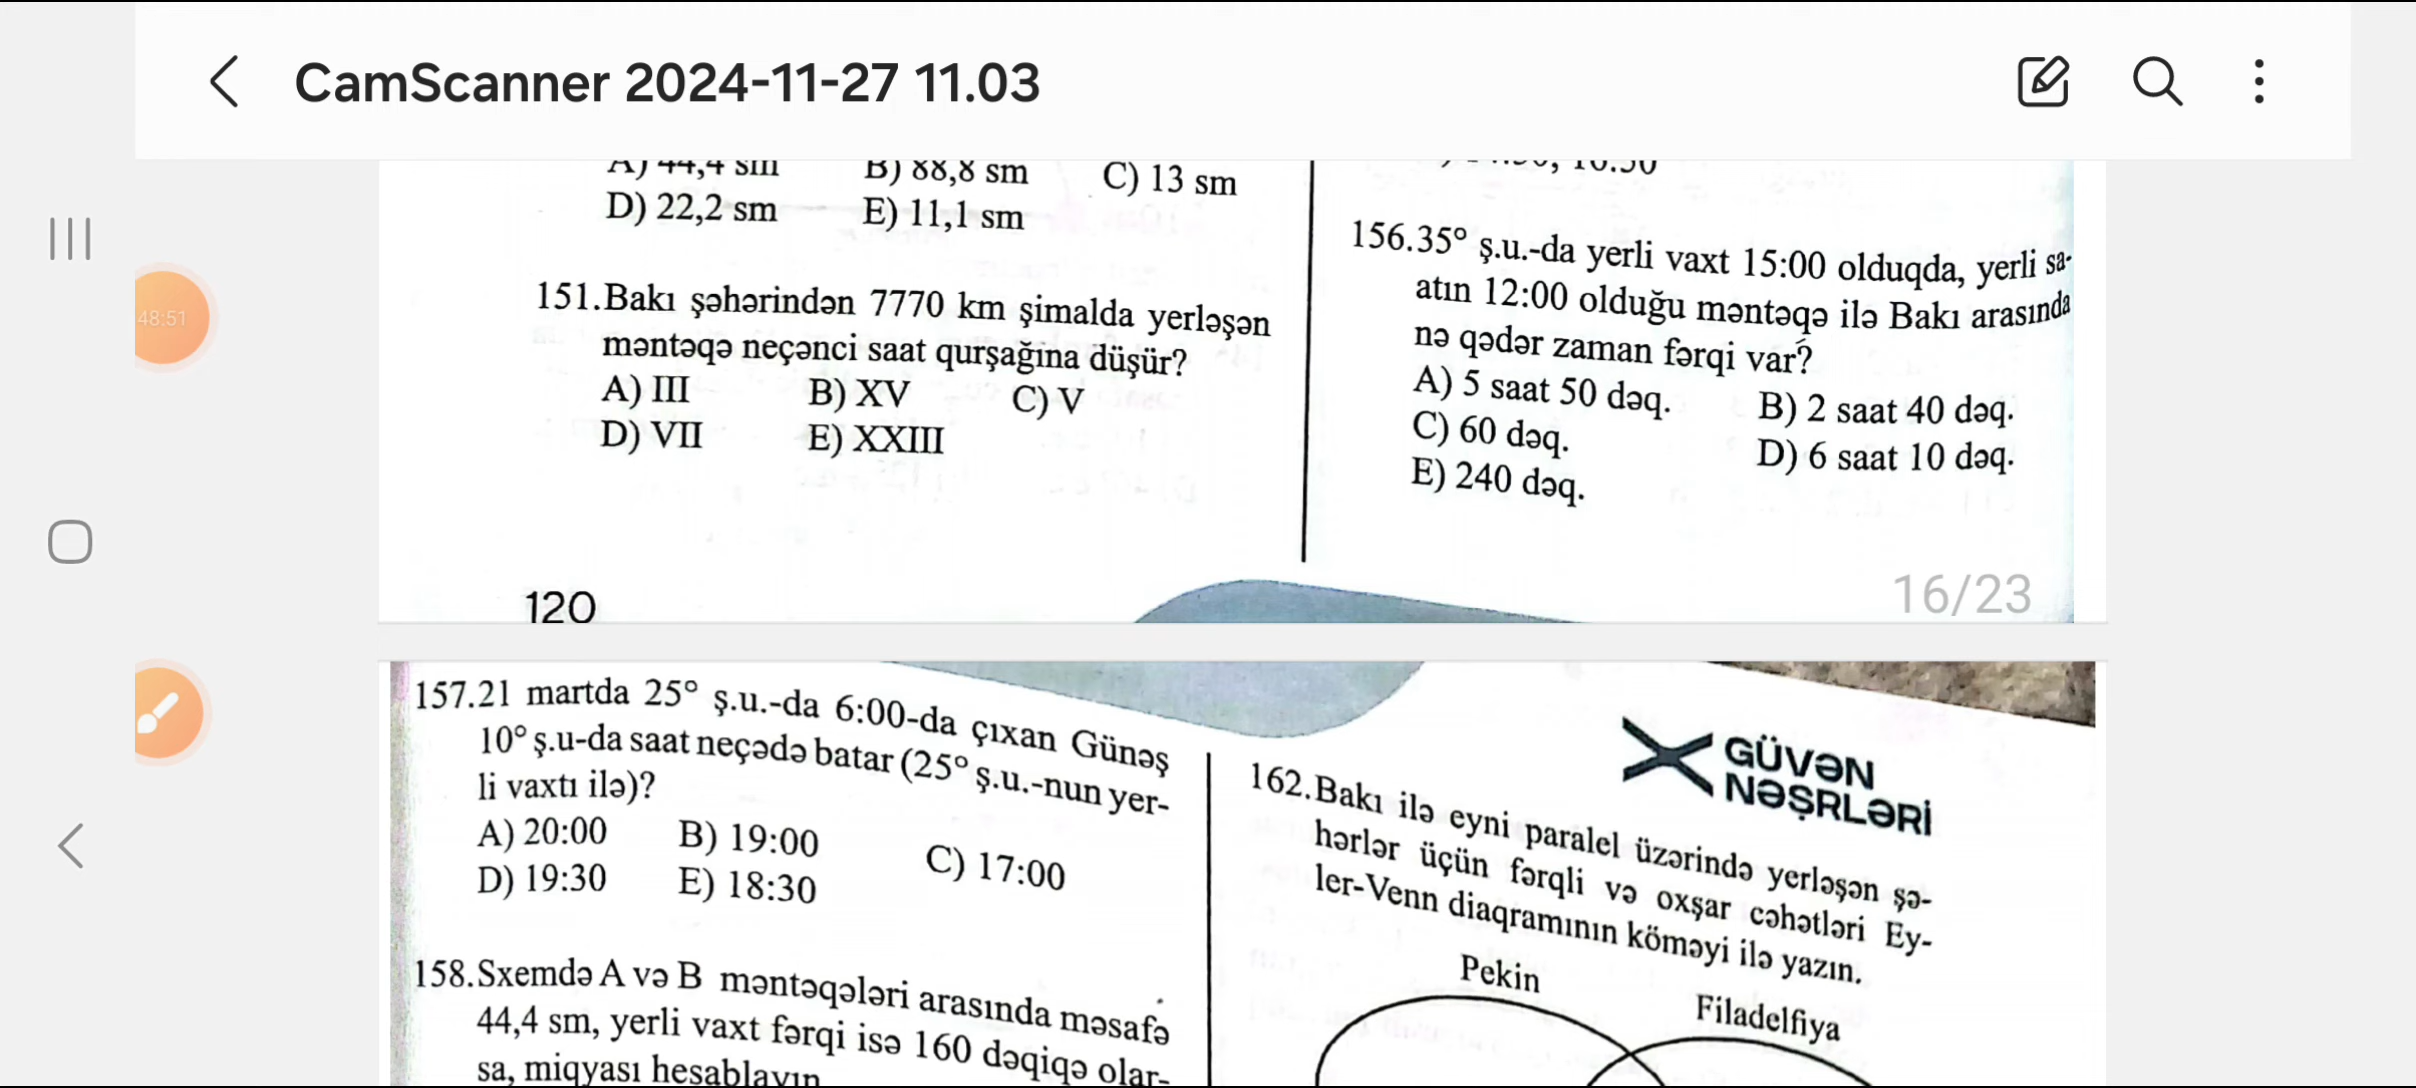 CamScanner 2024-11-27 11.03
A) 44,4 sm B) 88,8 sm C) 13 sm
D) 22,2 sm E) 11,1 sm
151.Bakı şəhərindən 7770 km şimalda yerləşən
məntəqə neçənci saat qurşağına düşür?
A) III B) XV C) V
D) VII E) XXIII
120
156.35° ş.u.-da yerli vaxt 15:00 olduqda, yerli sa-
atın 12:00 olduğu məntəqə ilə Bakı arasında
nə qədər zaman fərqi var?
A) 5 saat 50 dəq. B) 2 saat 40 dəq.
C) 60 dəq. D) 6 saat 10 dəq.
E) 240 dəq.
16/23
48:51
157.21 martda 25° ş.u.-da 6:00-da çıxan Günəş
10° ş.u-da saat neçədə batar (25° ş.u.-nun yer-
li vaxtı ilə)?
A) 20:00 B) 19:00 C) 17:00
D) 19:30 E) 18:30
158.Sxemdə A və B məntəqələri arasında məsafə
44,4 sm, yerli vaxt fərqi isə 160 dəqiqə olar-
sa, miqyası hesablayın
GÜVƏN
NƏŞRLƏRİ
162.Bakı ilə eyni paralel üzərində yerləşən şə-
hərlər üçün fərqli və oxşar cəhətləri Ey-
ler-Venn diaqramının köməyi ilə yazın.
Pekin
Filadelfiya